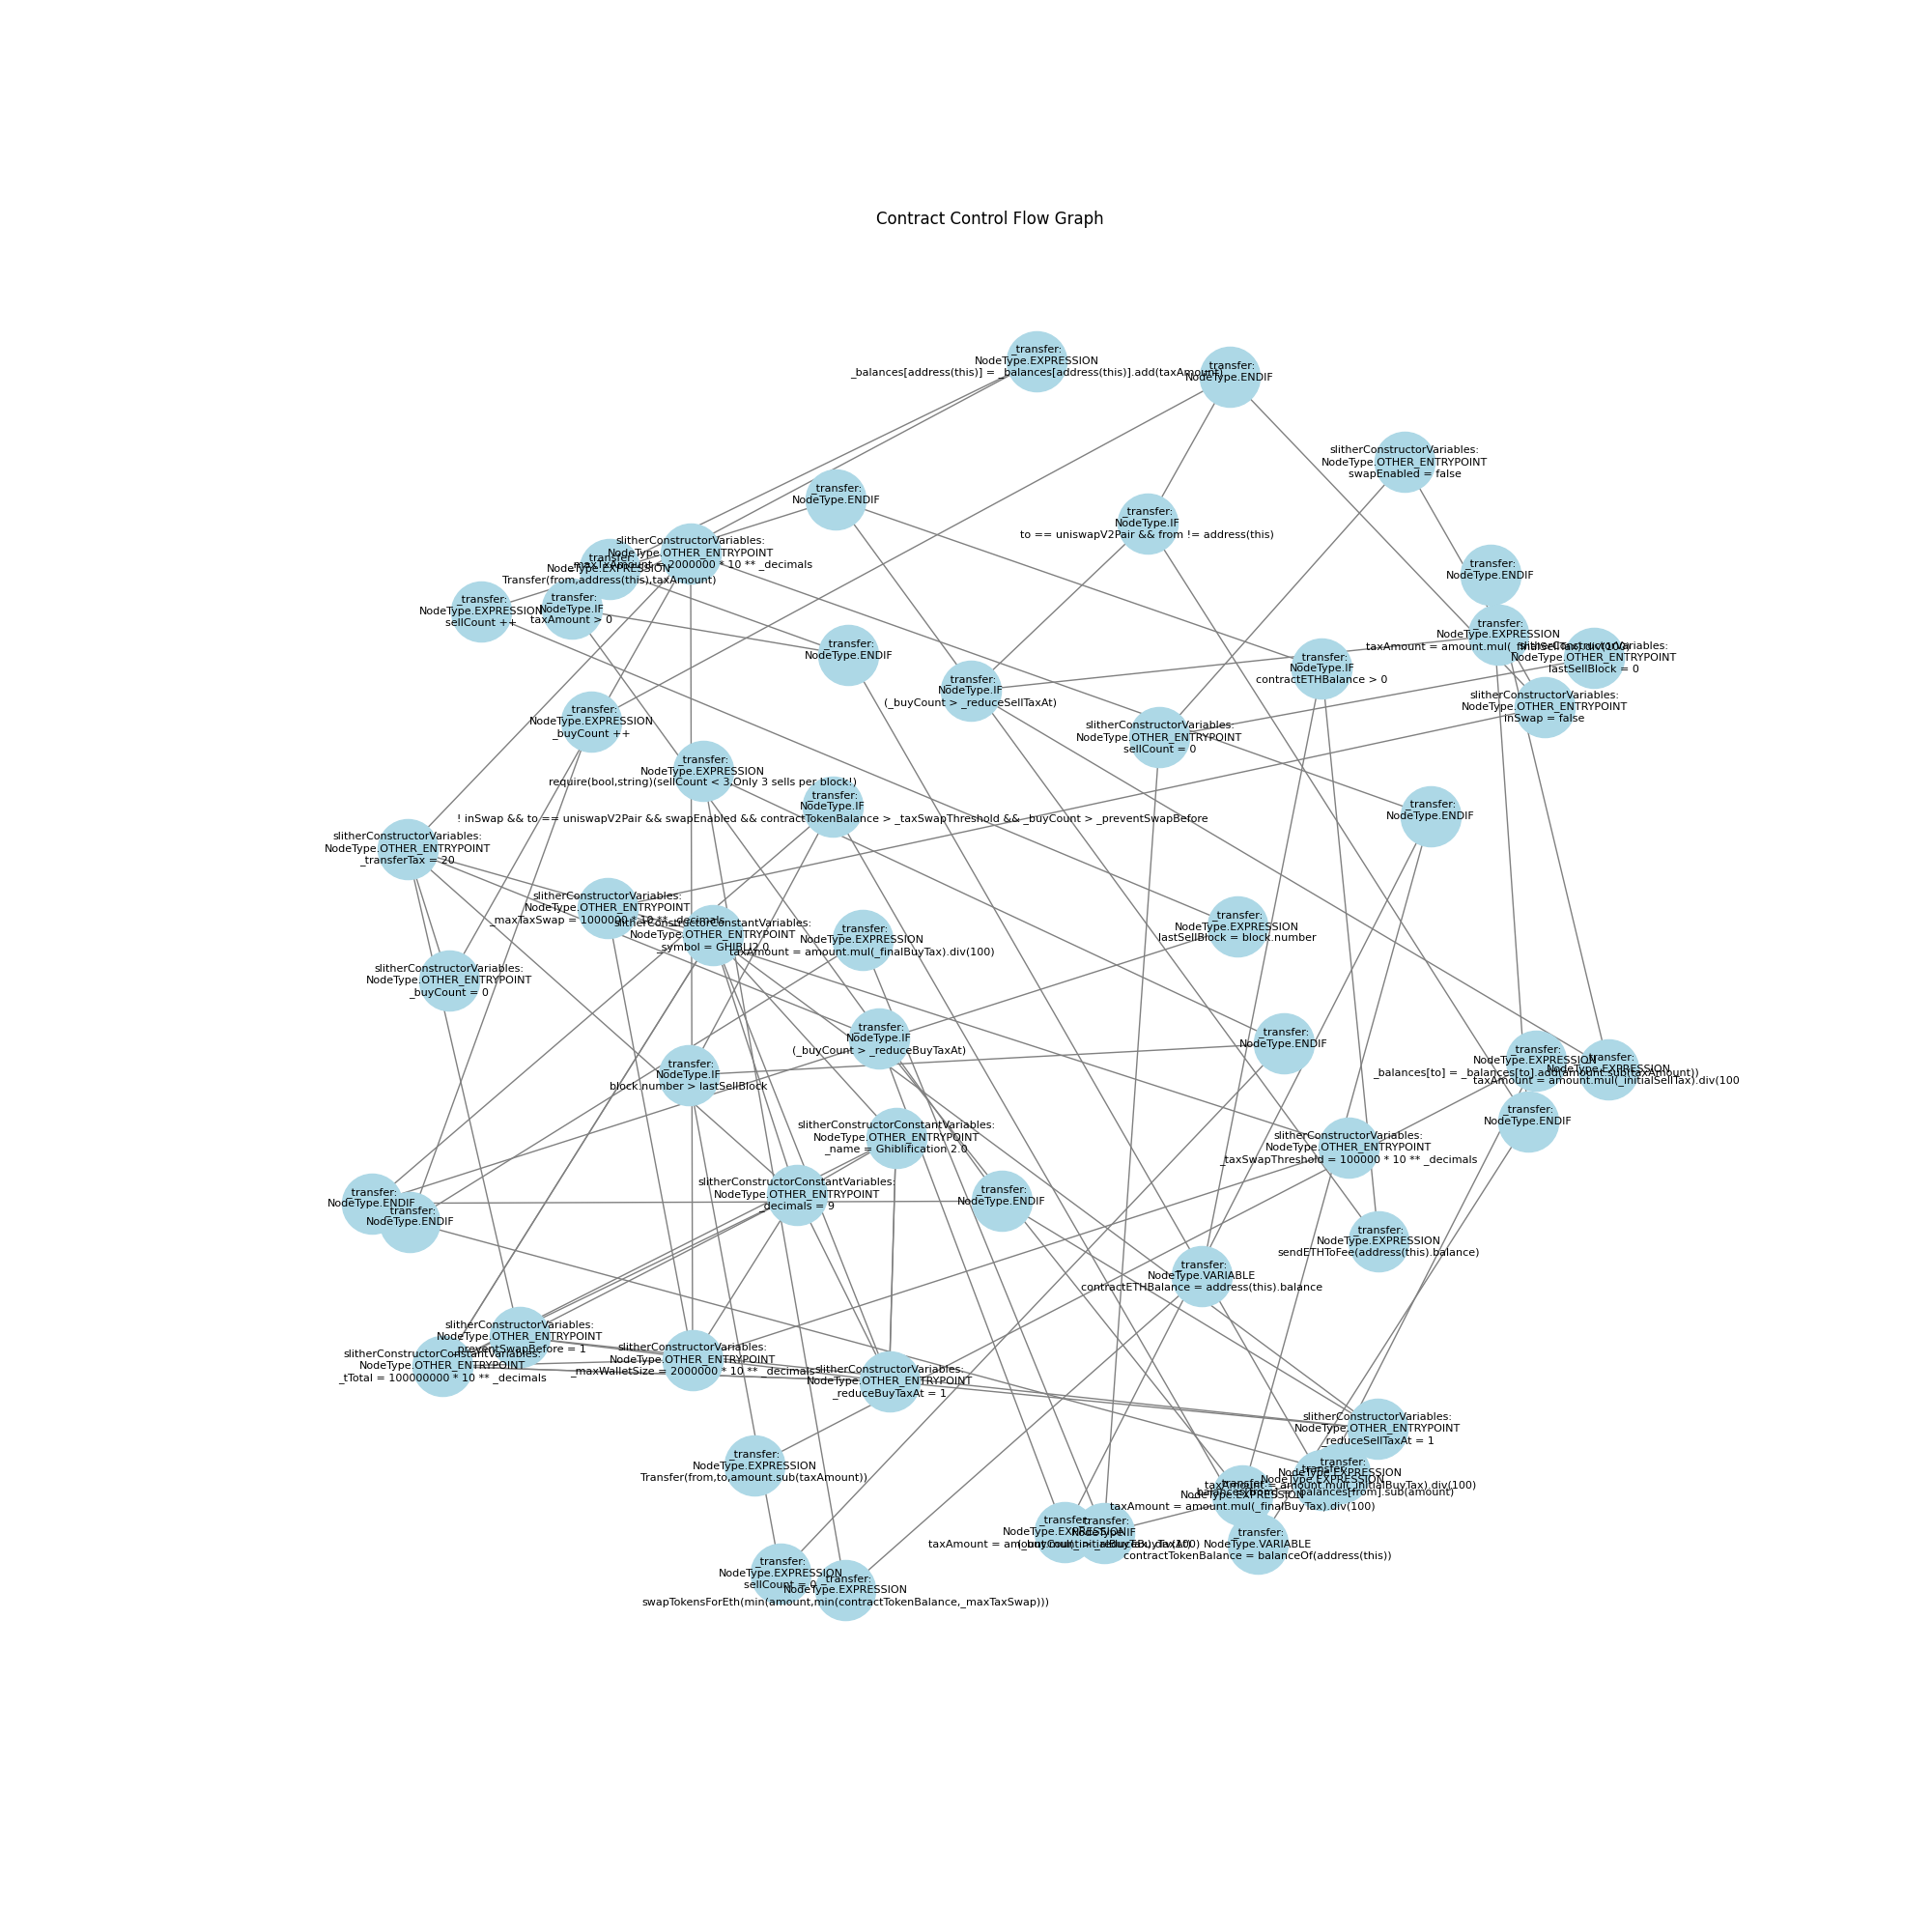 Contract Control Flow Graph
_transfer:
NodeType.EXPRESSION
_balances[address(this)] = _balances[address(this)].add(taxAmount)
_transfer:
NodeType.ENDIF
slitherConstructorVariables:
NodeType.OTHER_ENTRYPOINT
swapEnabled = false
_transfer:
NodeType.ENDIF
_transfer:
NodeType.IF
to == uniswapV2Pair && from != address(this)
slitherConstructorVariables:
NodeType.OTHER_ENTRYPOINT
_maxTxAmount = 2000000 * 10 ** _decimals
_transfer:
NodeType.EXPRESSION
Transfer(from,address(this),taxAmount)
_transfer:
NodeType.ENDIF
_transfer:
NodeType.EXPRESSION
sellCount ++
_transfer:
NodeType.IF
taxAmount > 0
_transfer:
NodeType.EXPRESSION
taxAmount = amount.mul(_finalSellTax).div(100)
slitherConstructorVariables:
NodeType.OTHER_ENTRYPOINT
lastSellBlock = 0
_transfer:
NodeType.ENDIF
_transfer:
NodeType.IF
contractETHBalance > 0
_transfer:
NodeType.IF
(_buyCount > _reduceSellTaxAt)
slitherConstructorVariables:
NodeType.OTHER_ENTRYPOINT
inSwap = false
_transfer:
NodeType.EXPRESSION
_buyCount ++
slitherConstructorVariables:
NodeType.OTHER_ENTRYPOINT
sellCount = 0
_transfer:
NodeType.EXPRESSION
require(bool,string)(sellCount < 3,Only 3 sells per block!)
_transfer:
NodeType.IF
! inSwap && to == uniswapV2Pair && swapEnabled && contractTokenBalance > _taxSwapThreshold && _buyCount > _preventSwapBefore
_transfer:
NodeType.ENDIF
slitherConstructorVariables:
NodeType.OTHER_ENTRYPOINT
_transferTax = 20
slitherConstructorVariables:
NodeType.OTHER_ENTRYPOINT
_maxTaxSwap = 1000000 * 10 ** _decimals
slitherConstructorConstantVariables:
NodeType.OTHER_ENTRYPOINT
_symbol = GHIBLI2.0
_transfer:
NodeType.EXPRESSION
taxAmount = amount.mul(_finalBuyTax).div(100)
_transfer:
NodeType.EXPRESSION
lastSellBlock = block.number
slitherConstructorVariables:
NodeType.OTHER_ENTRYPOINT
_buyCount = 0
_transfer:
NodeType.IF
(_buyCount > _reduceBuyTaxAt)
_transfer:
NodeType.ENDIF
_transfer:
NodeType.IF
block.number > lastSellBlock
_transfer:
NodeType.EXPRESSION
_balances[to] = _balances[to].add(amount.sub(taxAmount))
_transfer:
NodeType.EXPRESSION
taxAmount = amount.mul(_initialSellTax).div(100
_transfer:
NodeType.ENDIF
slitherConstructorConstantVariables:
NodeType.OTHER_ENTRYPOINT
_name = Ghiblification 2.0
slitherConstructorVariables:
NodeType.OTHER_ENTRYPOINT
_taxSwapThreshold = 100000 * 10 ** _decimals
slitherConstructorConstantVariables:
NodeType.OTHER_ENTRYPOINT
_decimals = 9
_transfer:
NodeType.ENDIF
_transfer:
NodeType.ENDIF
_transfer:
NodeType.ENDIF
_transfer:
NodeType.EXPRESSION
sendETHToFee(address(this).balance)
_transfer:
NodeType.VARIABLE
contractETHBalance = address(this).balance
slitherConstructorVariables:
NodeType.OTHER_ENTRYPOINT
_preventSwapBefore = 1
slitherConstructorConstantVariables:
NodeType.OTHER_ENTRYPOINT
_tTotal = 100000000 * 10 ** _decimals
slitherConstructorVariables:
NodeType.OTHER_ENTRYPOINT
_maxWalletSize = 2000000 * 10 ** _decimals
slitherConstructorVariables:
NodeType.OTHER_ENTRYPOINT
_reduceBuyTaxAt = 1
slitherConstructorVariables:
NodeType.OTHER_ENTRYPOINT
_reduceSellTaxAt = 1
_transfer:
NodeType.EXPRESSION
Transfer(from,to,amount.sub(taxAmount))
_transfer:
NodeType.EXPRESSION
taxAmount = amount.mul(_initialBuyTax).div(100)
_transfer:
NodeType.EXPRESSION
_balances[from] = _balances[from].sub(amount)
_transfer:
NodeType.EXPRESSION
taxAmount = amount.mul(_finalBuyTax).div(100)
_transfer:
NodeType.EXPRESSION
taxAmount = amount.mul(_initialBuyTax).div(100)
_transfer:
NodeType.IF
(_buyCount > _reduceBuyTaxAt)
_transfer:
NodeType.VARIABLE
contractTokenBalance = balanceOf(address(this))
_transfer:
NodeType.EXPRESSION
sellCount = 0
_transfer:
NodeType.EXPRESSION
swapTokensForEth(min(amount,min(contractTokenBalance,_maxTaxSwap)))